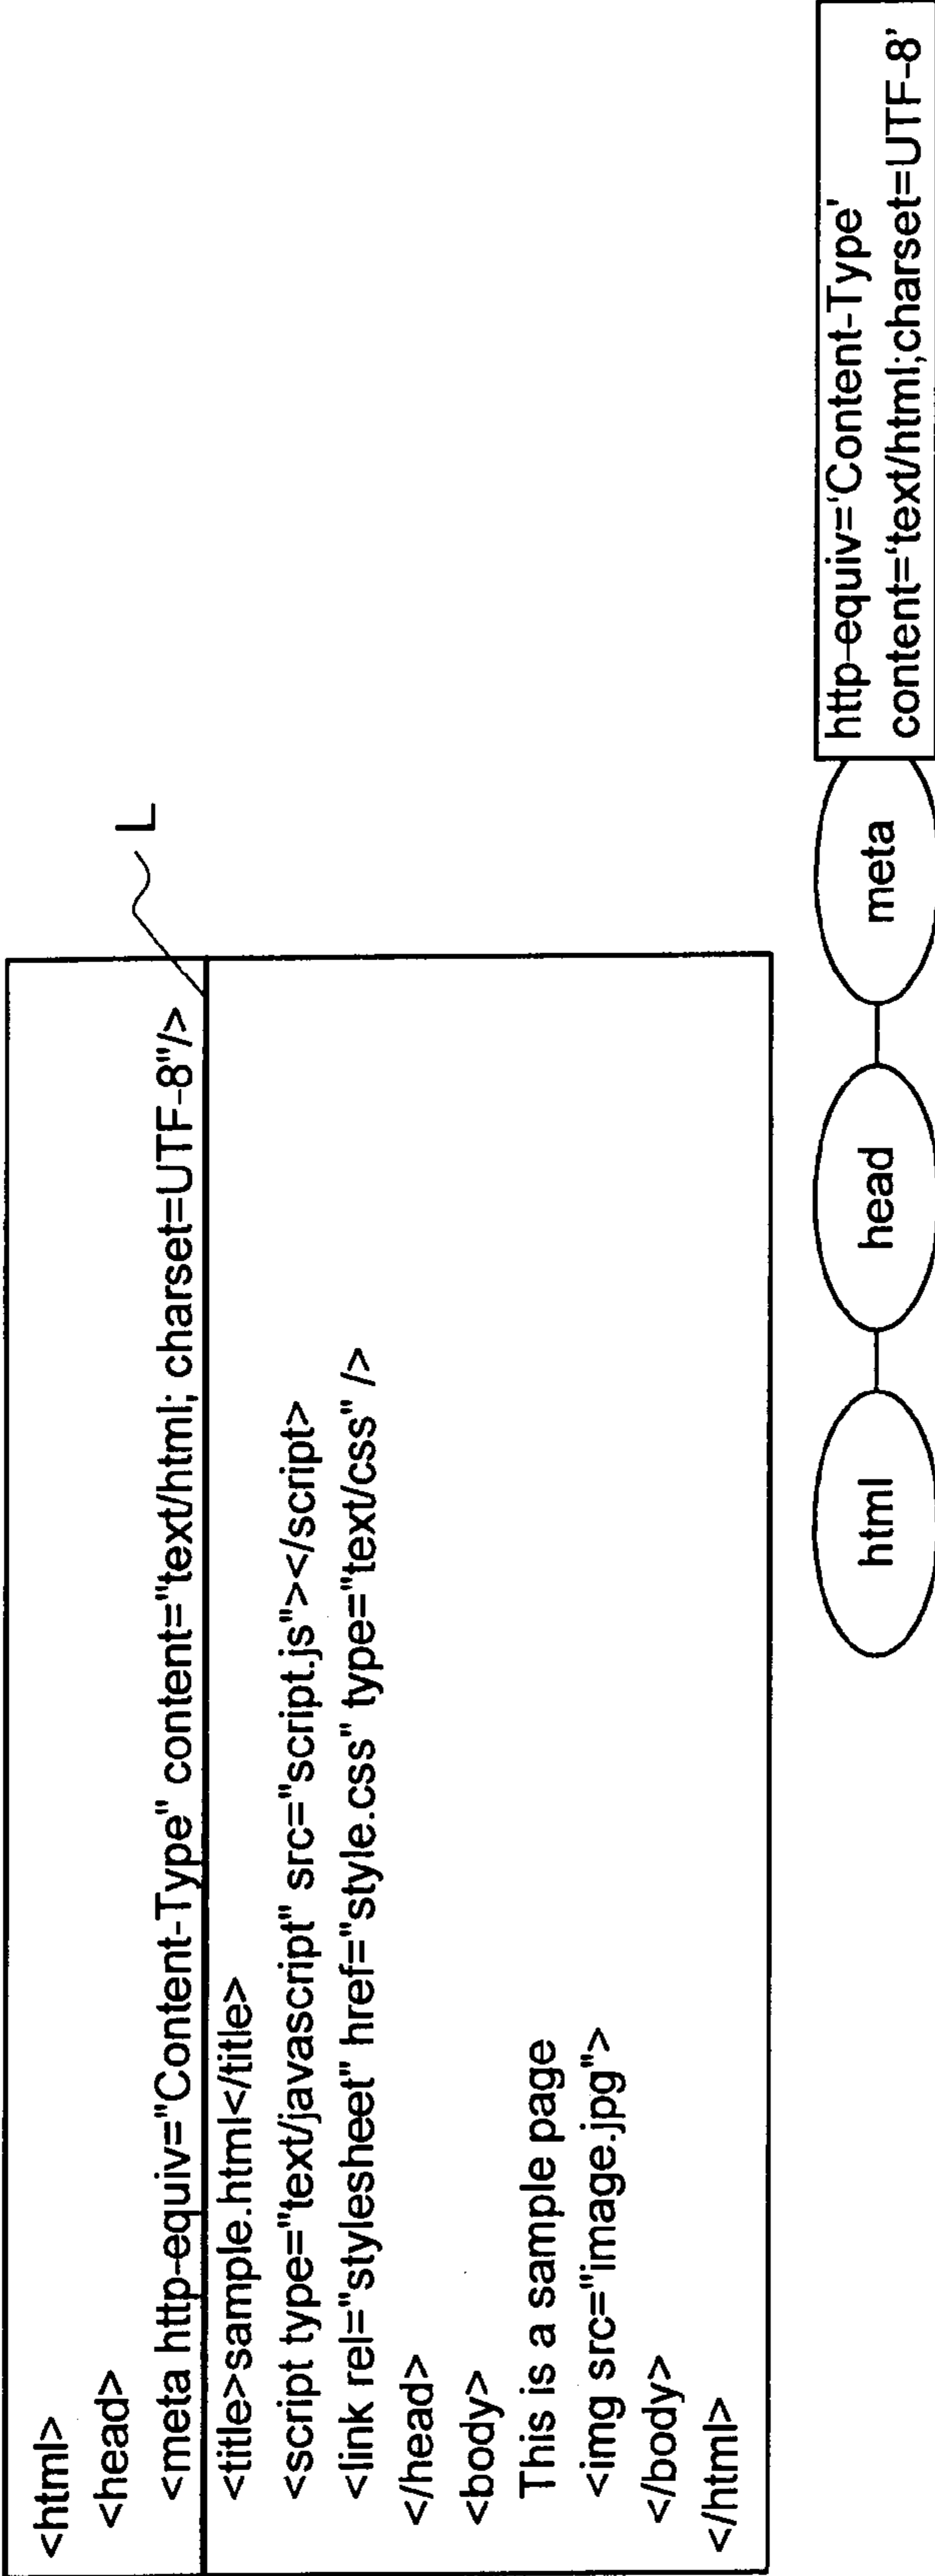 <html>
<head>
<meta http-equiv="Content-Type" content="text/html; charset=UTF-8"/>
L
<title>sample.html</title>
<script type="text/javascript" src="script.js"></script>
<link rel="stylesheet" href="style.css" type="text/css" />
</head>
<body>
This is a sample page
<img src="image.jpg">
</body>
</html>
html
head
meta
http-equiv='Content-Type'
content='text/html;charset=UTF-8'